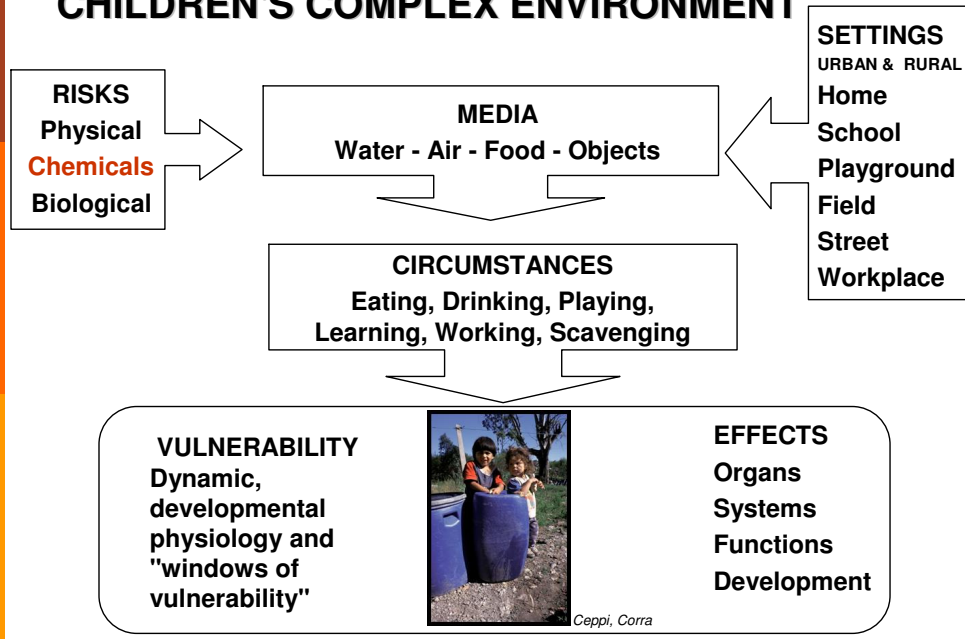 CHILDREN'S COMPLEX ENVIRONMENT
RISKS
Physical
Chemicals
Biological
MEDIA
Water - Air - Food - Objects
SETTINGS
URBAN & RURAL
Home
School
Playground
Field
Street
Workplace
CIRCUMSTANCES
Eating, Drinking, Playing,
Learning, Working, Scavenging
VULNERABILITY
Dynamic,
developmental
physiology and
"windows of
vulnerability"
EFFECTS
Organs
Systems
Functions
Development
Ceppi, Corra